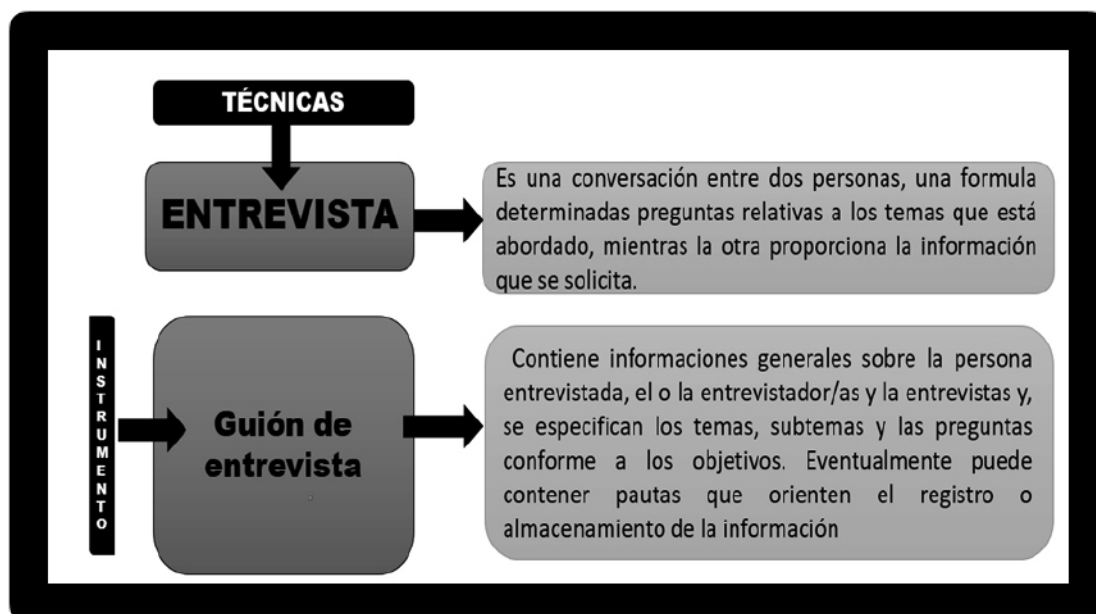 TÉCNICAS
ENTREVISTA
Es una conversación entre dos personas, una formula
determinadas preguntas relativas a los temas que está
abordado, mientras la otra proporciona la información
que se solicita.
INSTRUMENTO
Guión de
entrevista
Contiene informaciones generales sobre la persona
entrevistada, el o la entrevistador/as y la entrevistas y,
se especifican los temas, subtemas y las preguntas
conforme a los objetivos. Eventualmente puede
contener pautas que orienten el registro o
almacenamiento de la información